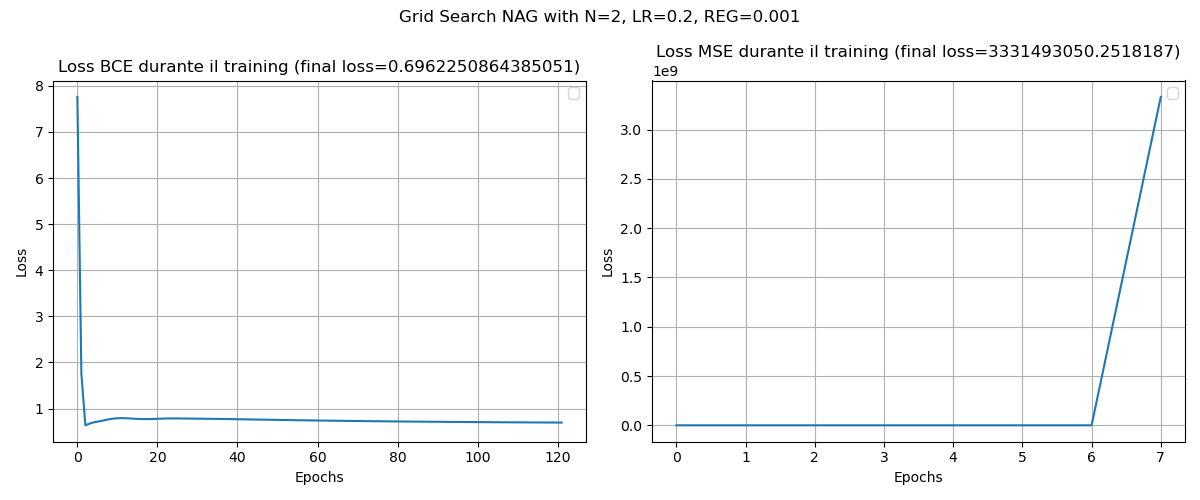 Grid Search NAG with N=2, LR=0.2, REG=0.001
Loss BCE durante il training (final loss=0.6962250864385051)
8
7
6
5
4
3
2
1
Loss
0 20 40 60 80 100 120
Epochs
Loss MSE durante il training (final loss=3331493050.2518187)
1e9
3.0
2.5
2.0
1.5
1.0
0.5
0.0
Loss
0 1 2 3 4 5 6 7
Epochs